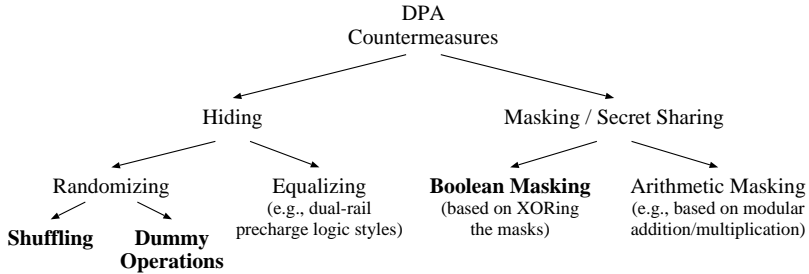 DPA
Countermeasures
Hiding
Masking / Secret Sharing
Randomizing
Equalizing
(e.g., dual-rail
precharge logic styles)
Boolean Masking
(based on XORing
the masks)
Arithmetic Masking
(e.g., based on modular
addition/multiplication)
Shuffling
Dummy
Operations